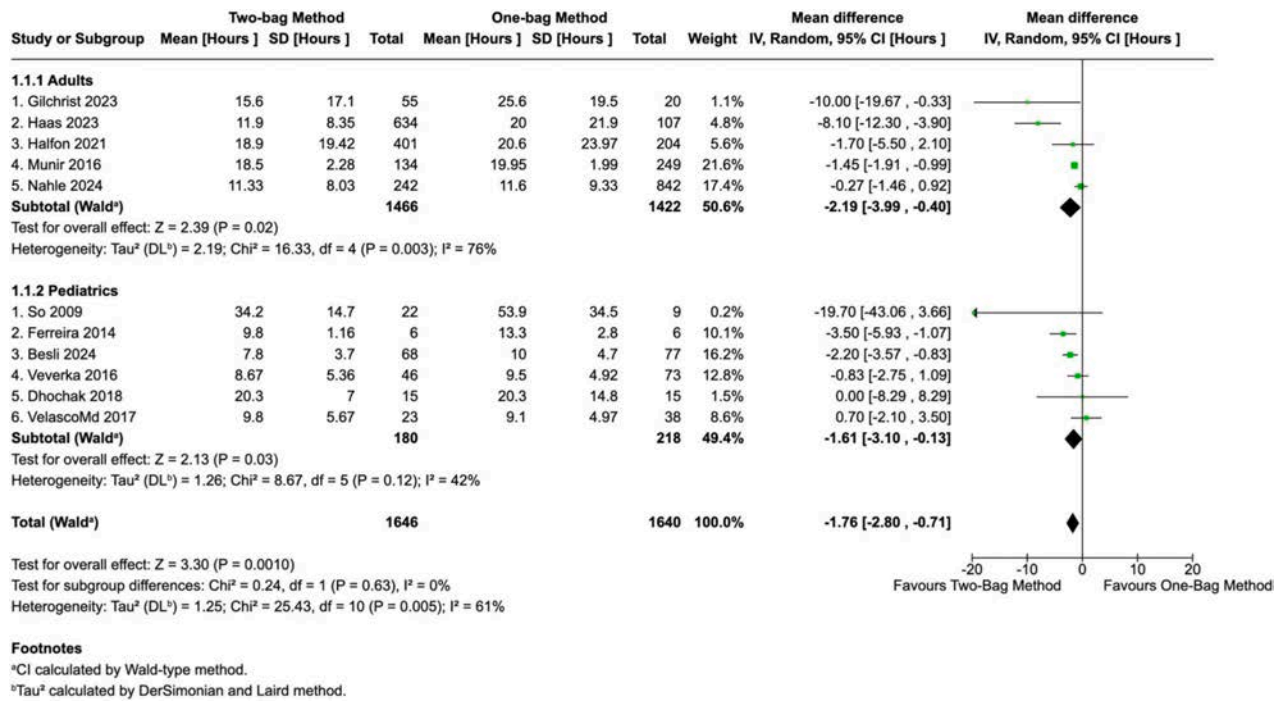 Two-bag Method One-bag Method Mean difference Mean difference
Study or Subgroup Mean [Hours ] SD [Hours ] Total Mean [Hours ] SD [Hours ] Total Weight IV, Random, 95% CI [Hours ] IV, Random, 95% CI [Hours ]
1.1.1 Adults
1. Gilchrist 2023 15.6 17.1 55 25.6 19.5 20 1.1% -10.00 [-19.67 , -0.33]
2. Haas 2023 11.9 8.35 634 20 21.9 107 4.8% -8.10 [-12.30 , -3.90]
3. Halfon 2021 18.9 19.42 401 20.6 23.97 204 5.6% -1.70 [-5.50 , 2.10]
4. Munir 2016 18.5 2.28 134 19.95 1.99 249 21.6% -1.45 [-1.91 , -0.99]
5. Nahle 2024 11.33 8.03 242 11.6 9.33 842 17.4% -0.27 [-1.46 , 0.92]
Subtotal (Waldᵃ) 1466 1422 50.6% -2.19 [-3.99 , -0.40]
Test for overall effect: Z = 2.39 (P = 0.02)
Heterogeneity: Tau² (DLᵇ) = 2.19; Chi² = 16.33, df = 4 (P = 0.003); I² = 76%
1.1.2 Pediatrics
1. So 2009 34.2 14.7 22 53.9 34.5 9 0.2% -19.70 [-43.06 , 3.66]
2. Ferreira 2014 9.8 1.16 6 13.3 2.8 6 10.1% -3.50 [-5.93 , -1.07]
3. Besli 2024 7.8 3.7 68 10 4.7 77 16.2% -2.20 [-3.57 , -0.83]
4. Veverka 2016 8.67 5.36 46 9.5 4.92 73 12.8% -0.83 [-2.75 , 1.09]
5. Dhochak 2018 20.3 7 15 20.3 14.8 15 1.5% 0.00 [-8.29 , 8.29]
6. VelascoMd 2017 9.8 5.67 23 9.1 4.97 38 8.6% 0.70 [-2.10 , 3.50]
Subtotal (Waldᵃ) 180 218 49.4% -1.61 [-3.10 , -0.13]
Test for overall effect: Z = 2.13 (P = 0.03)
Heterogeneity: Tau² (DLᵇ) = 1.26; Chi² = 8.67, df = 5 (P = 0.12); I² = 42%
Total (Waldᵃ) 1646 1640 100.0% -1.76 [-2.80 , -0.71]
Test for overall effect: Z = 3.30 (P = 0.0010)
Test for subgroup differences: Chi² = 0.24, df = 1 (P = 0.63), I² = 0%
Heterogeneity: Tau² (DLᵇ) = 1.25; Chi² = 25.43, df = 10 (P = 0.005); I² = 61%
-20 -10 0 10 20
Favours Two-Bag Method Favours One-Bag Method
Footnotes
ᵃCI calculated by Wald-type method.
ᵇTau² calculated by DerSimonian and Laird method.